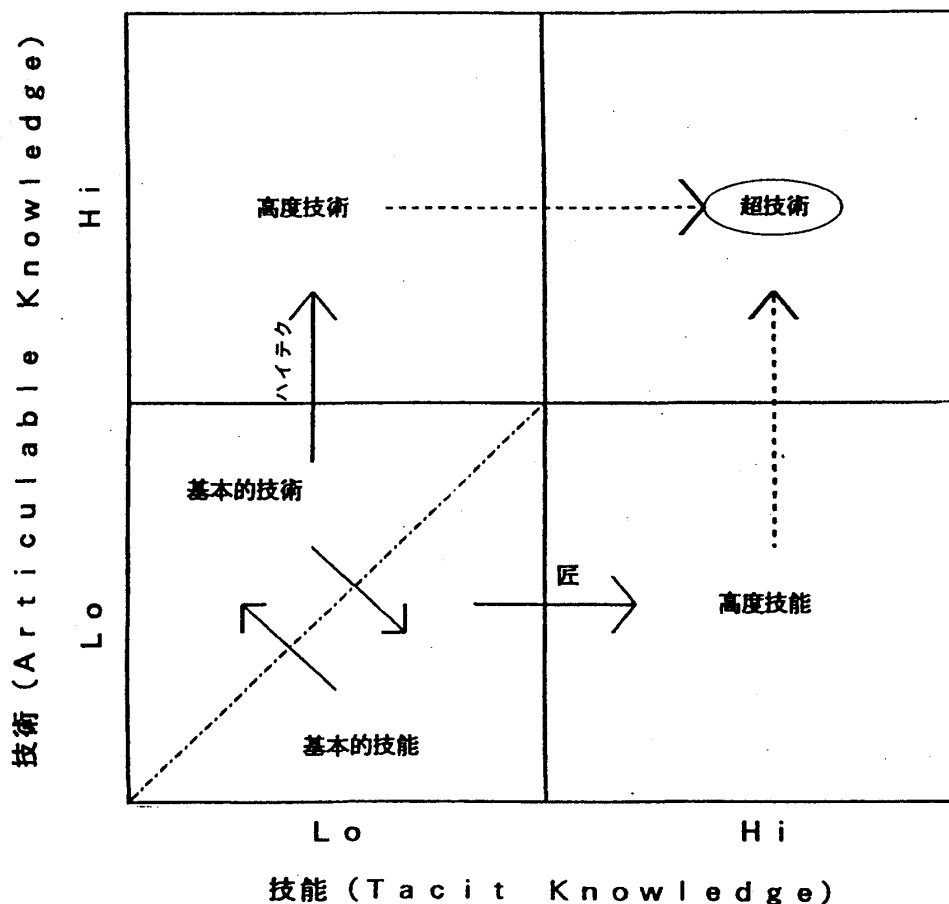 技術 (Articulable Knowledge)
Hi
Lo
高度技術
超技術
ハイテク
基本的技術
匠
高度技能
基本的技能
Lo
Hi
技能 (Tacit Knowledge)